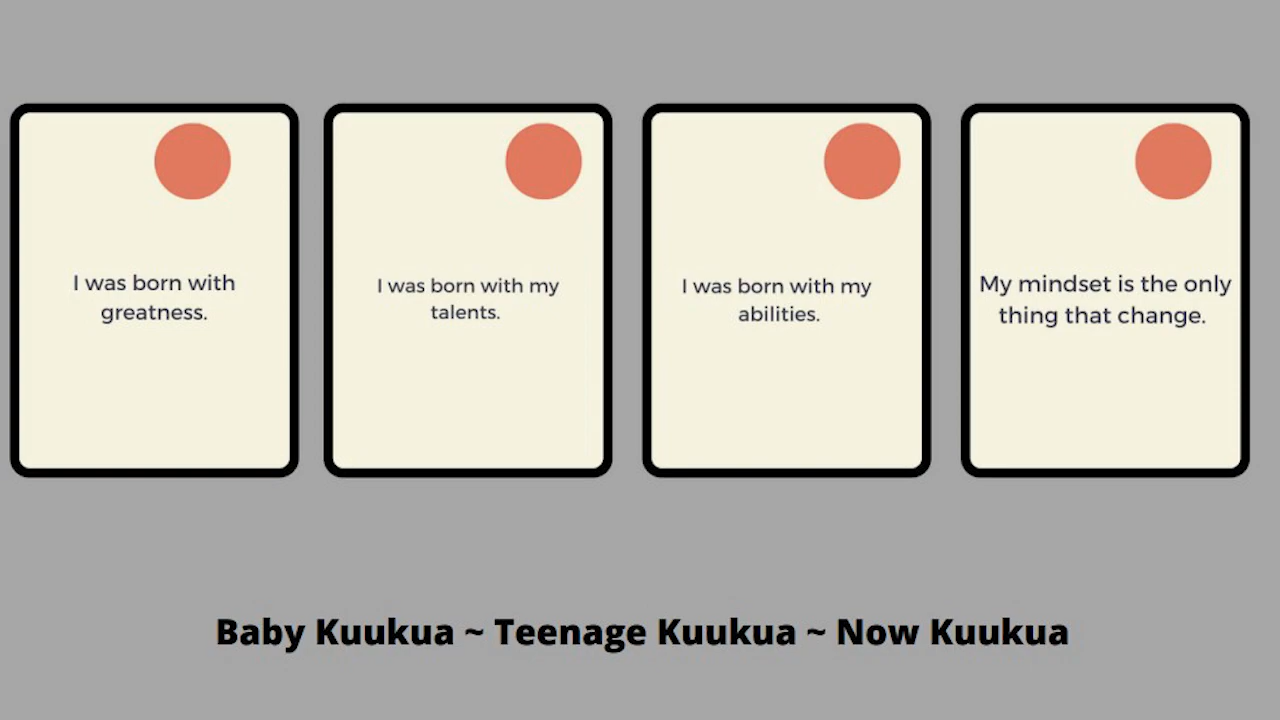 I was born with
greatness.
I was born with my
talents.
I was born with my
abilities.
My mindset is the only
thing that change.
Baby Kuukua ~ Teenage Kuukua ~ Now Kuukua